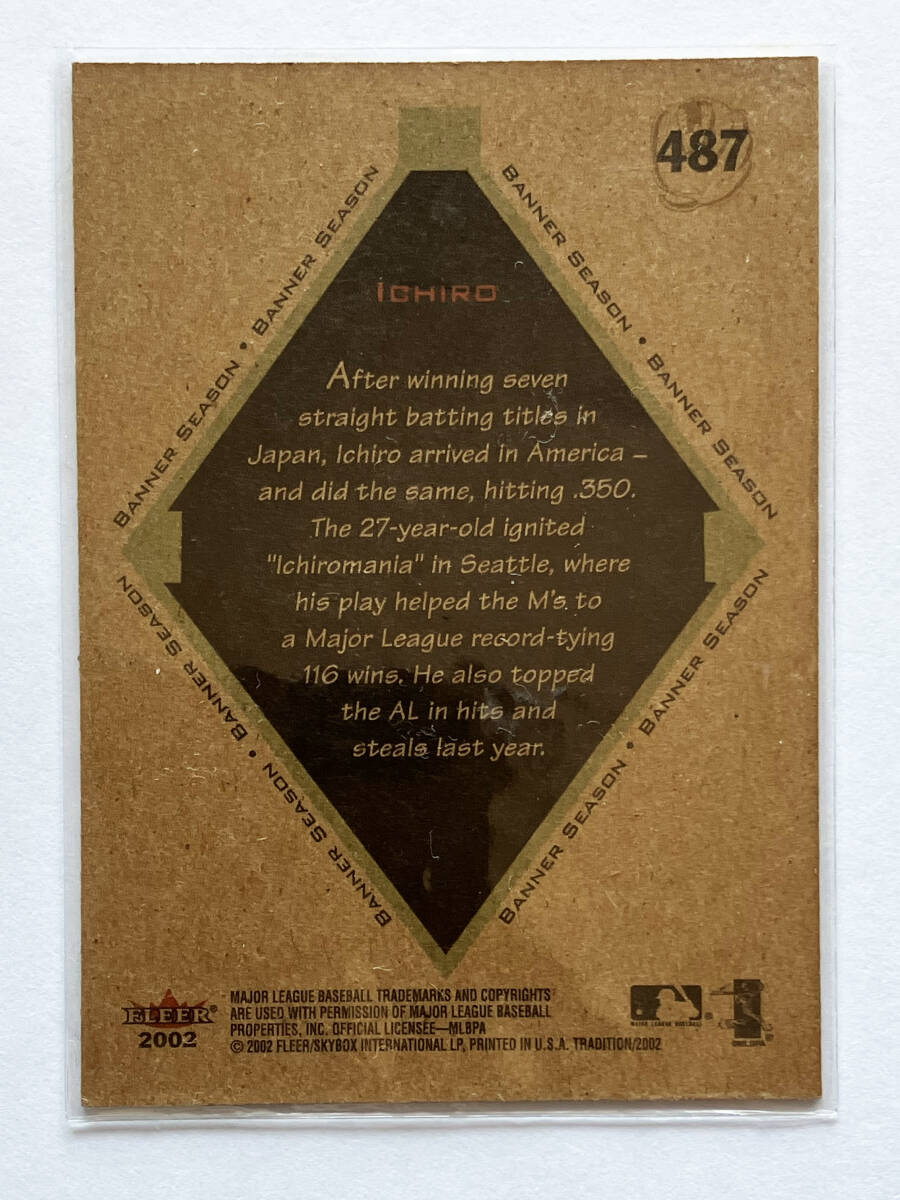 487
BANNER SEASON • BANNER SEASON
BANNER SEASON • BANNER SEASON
ICHIRO
After winning seven
straight batting titles in
Japan, Ichiro arrived in America –
and did the same, hitting .350.
The 27-year-old ignited
"Ichiromania" in Seattle, where
his play helped the M's to
a Major League record-tying
116 wins. He also topped
the AL in hits and
steals last year.
BANNER SEASON • BANNER SEASON
BANNER SEASON • BANNER SEASON
FLEER®
2002
MAJOR LEAGUE BASEBALL TRADEMARKS AND COPYRIGHTS
ARE USED WITH PERMISSION OF MAJOR LEAGUE BASEBALL
PROPERTIES, INC. OFFICIAL LICENSEE—MLBPA
© 2002 FLEER/SKYBOX INTERNATIONAL LP, PRINTED IN U.S.A. TRADITION/2002
MAJOR LEAGUE BASEBALL